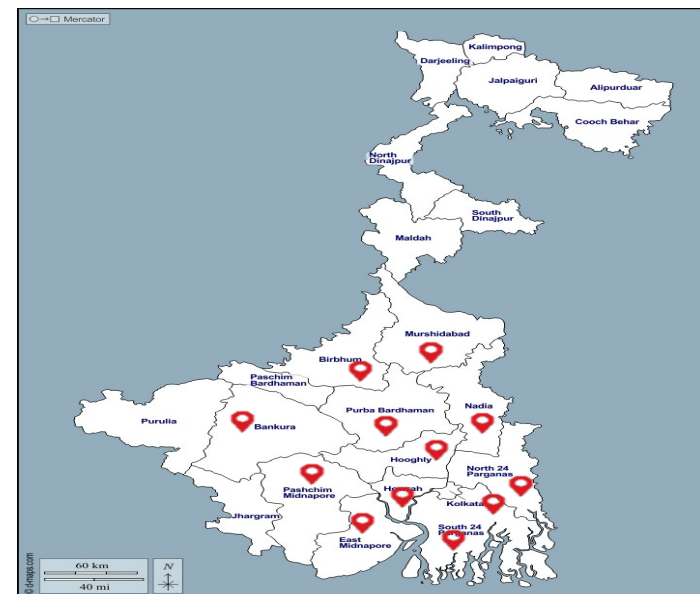 Mercator
Kalimpong
Darjeeling
Jalpaiguri
Alipurduar
Cooch Behar
North
Dinajpur
South
Dinajpur
Maldah
Murshidabad
Birbhum
Paschim
Bardhaman
Purba Bardhaman
Nadia
Purulia
Bankura
Hooghly
North 24
Parganas
Pashchim
Midnapore
Howrah
Kolkata
Jhargram
South 24
Parganas
East
Midnapore
60 km
40 mi
N
© d-maps.com